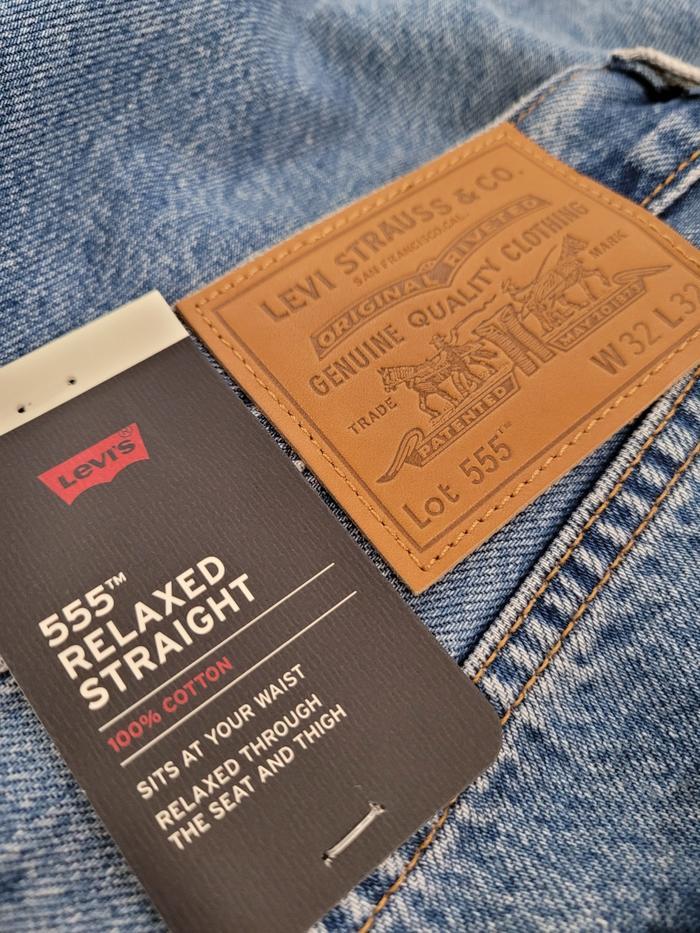 LEVI STRAUSS & CO.
SAN FRANCISCO.CAL.
ORIGINAL RIVETED
GENUINE QUALITY CLOTHING
TRADE MARK
PATENTED MAY 20 1873
W 32 L 32
Lot 555™
Levi's®
555™
RELAXED
STRAIGHT
100% COTTON
SITS AT YOUR WAIST
RELAXED THROUGH
THE SEAT AND THIGH